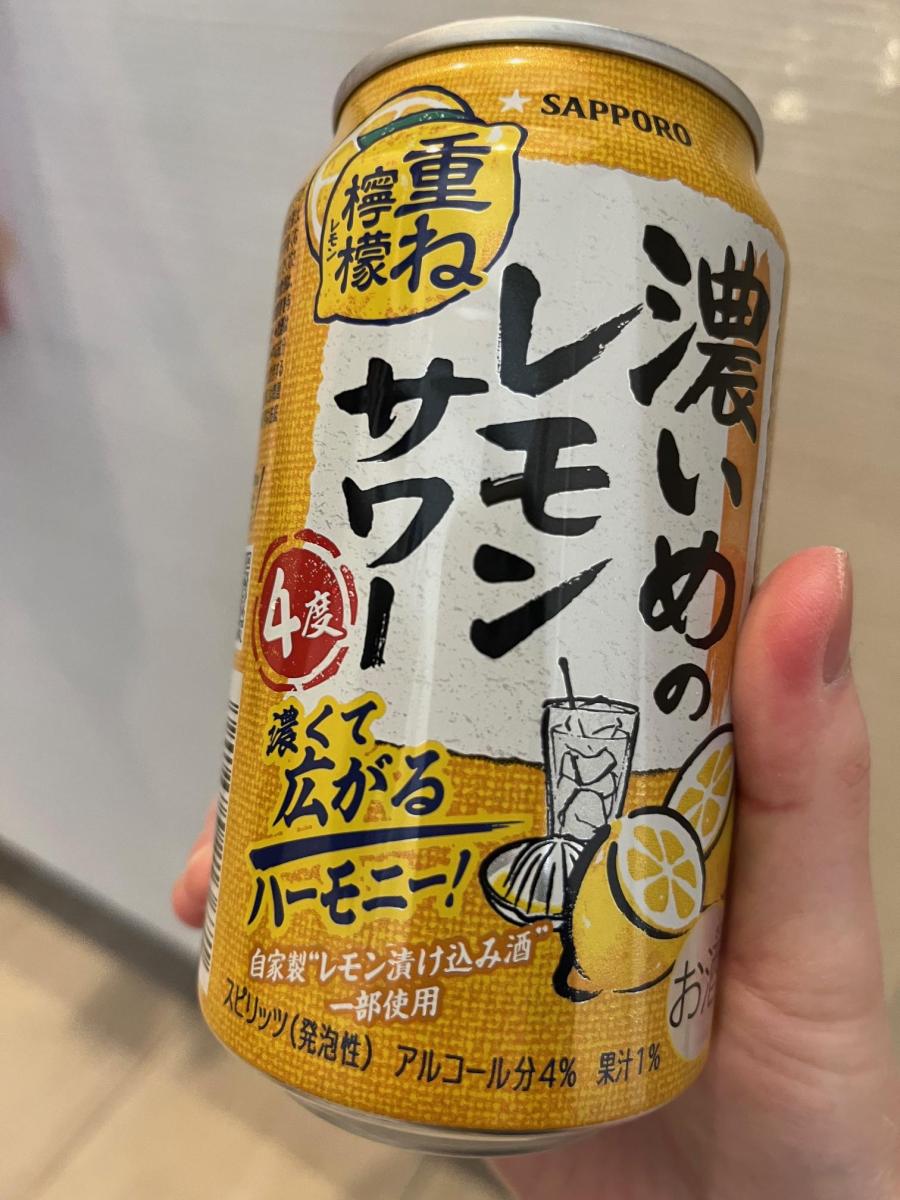 SAPPORO
重ね
檸檬
レモン
濃いめの
レモン
サワー
4度
濃くて
広がる
ハーモニー!
自家製“レモン漬け込み酒”
一部使用
スピリッツ(発泡性) アルコール分4% 果汁1%
お酒